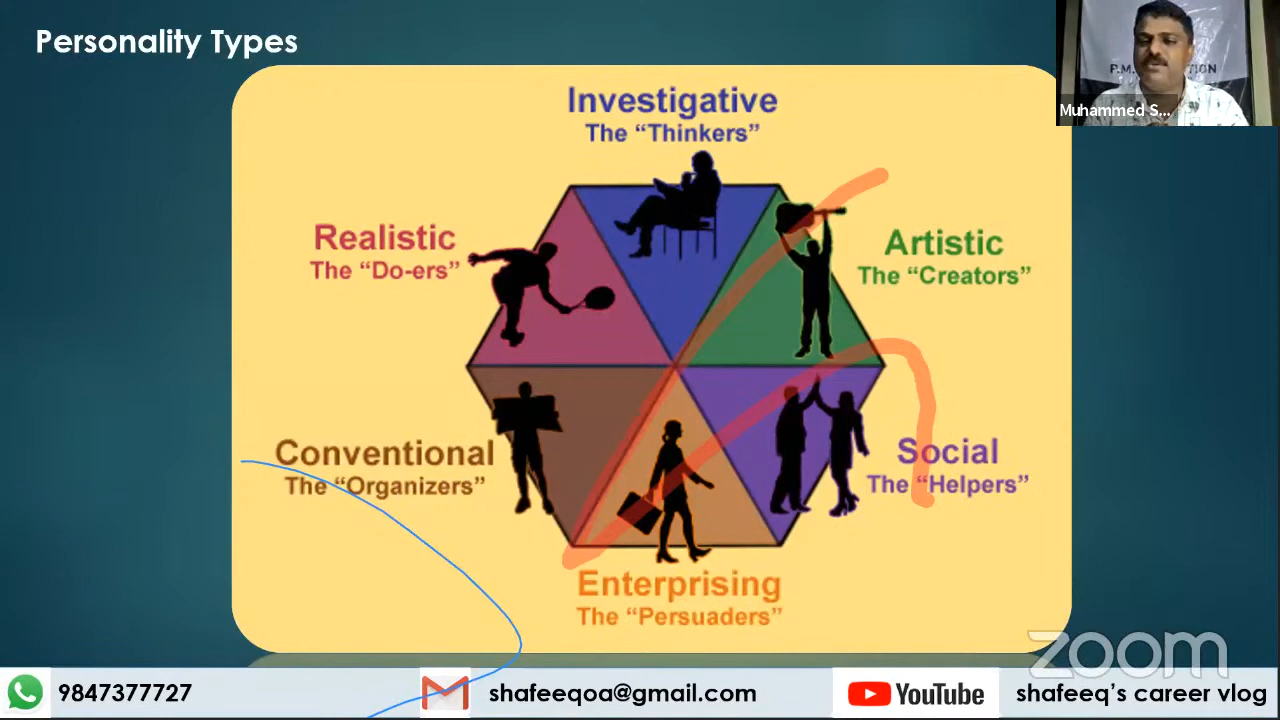 Personality Types
P.M.
TION
Muhammed S...
Investigative
The “Thinkers”
Realistic
The “Do-ers”
Artistic
The “Creators”
Conventional
The “Organizers”
Social
The “Helpers”
Enterprising
The “Persuaders”
zoom
9847377727
shafeeqoa@gmail.com
YouTube
shafeeq's career vlog